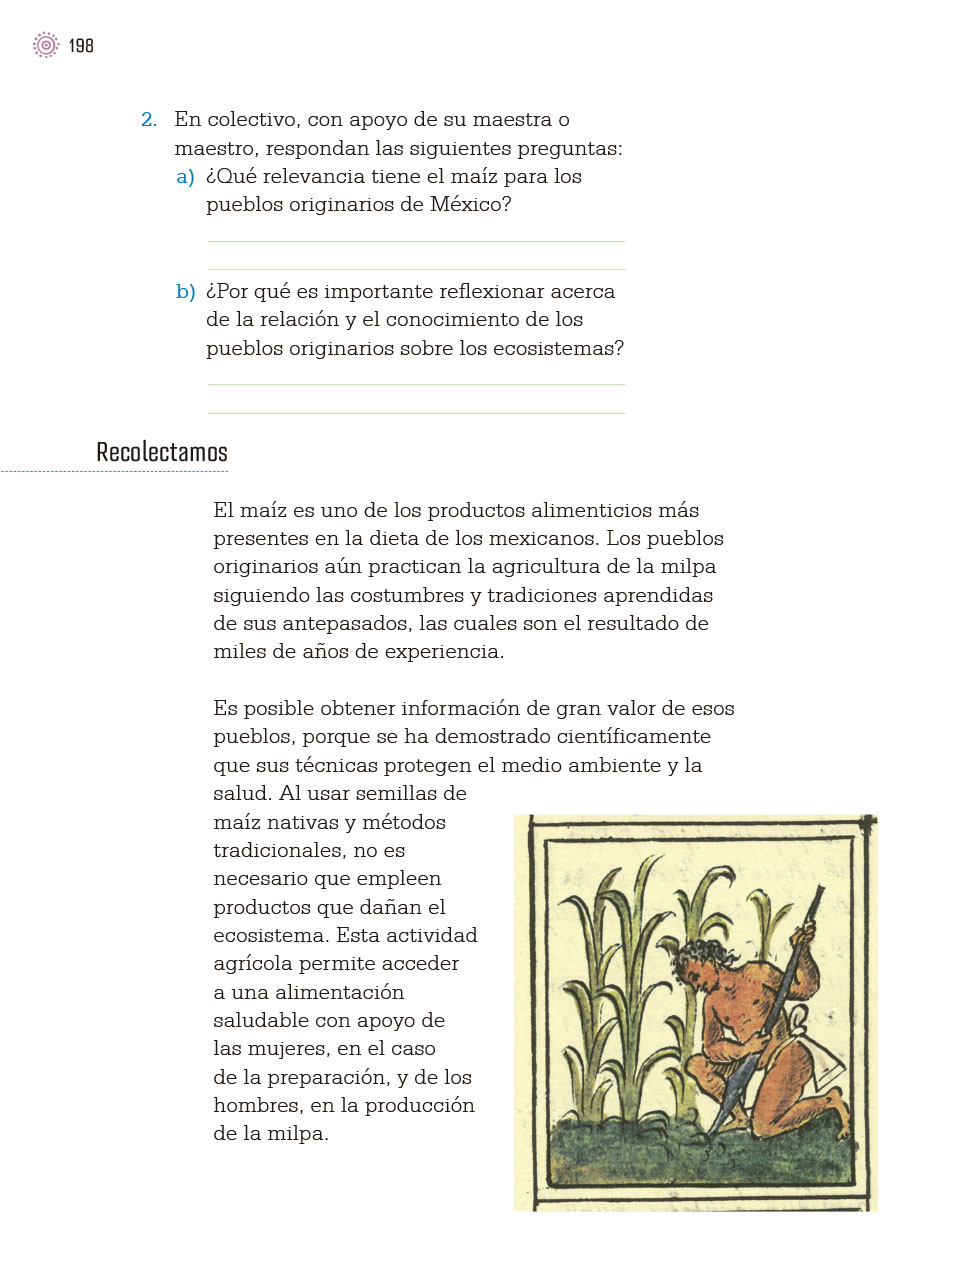 198
2. En colectivo, con apoyo de su maestra o
maestro, respondan las siguientes preguntas:
a) ¿Qué relevancia tiene el maíz para los
pueblos originarios de México?
b) ¿Por qué es importante reflexionar acerca
de la relación y el conocimiento de los
pueblos originarios sobre los ecosistemas?
Recolectamos
El maíz es uno de los productos alimenticios más
presentes en la dieta de los mexicanos. Los pueblos
originarios aún practican la agricultura de la milpa
siguiendo las costumbres y tradiciones aprendidas
de sus antepasados, las cuales son el resultado de
miles de años de experiencia.
Es posible obtener información de gran valor de esos
pueblos, porque se ha demostrado científicamente
que sus técnicas protegen el medio ambiente y la
salud. Al usar semillas de
maíz nativas y métodos
tradicionales, no es
necesario que empleen
productos que dañan el
ecosistema. Esta actividad
agrícola permite acceder
a una alimentación
saludable con apoyo de
las mujeres, en el caso
de la preparación, y de los
hombres, en la producción
de la milpa.